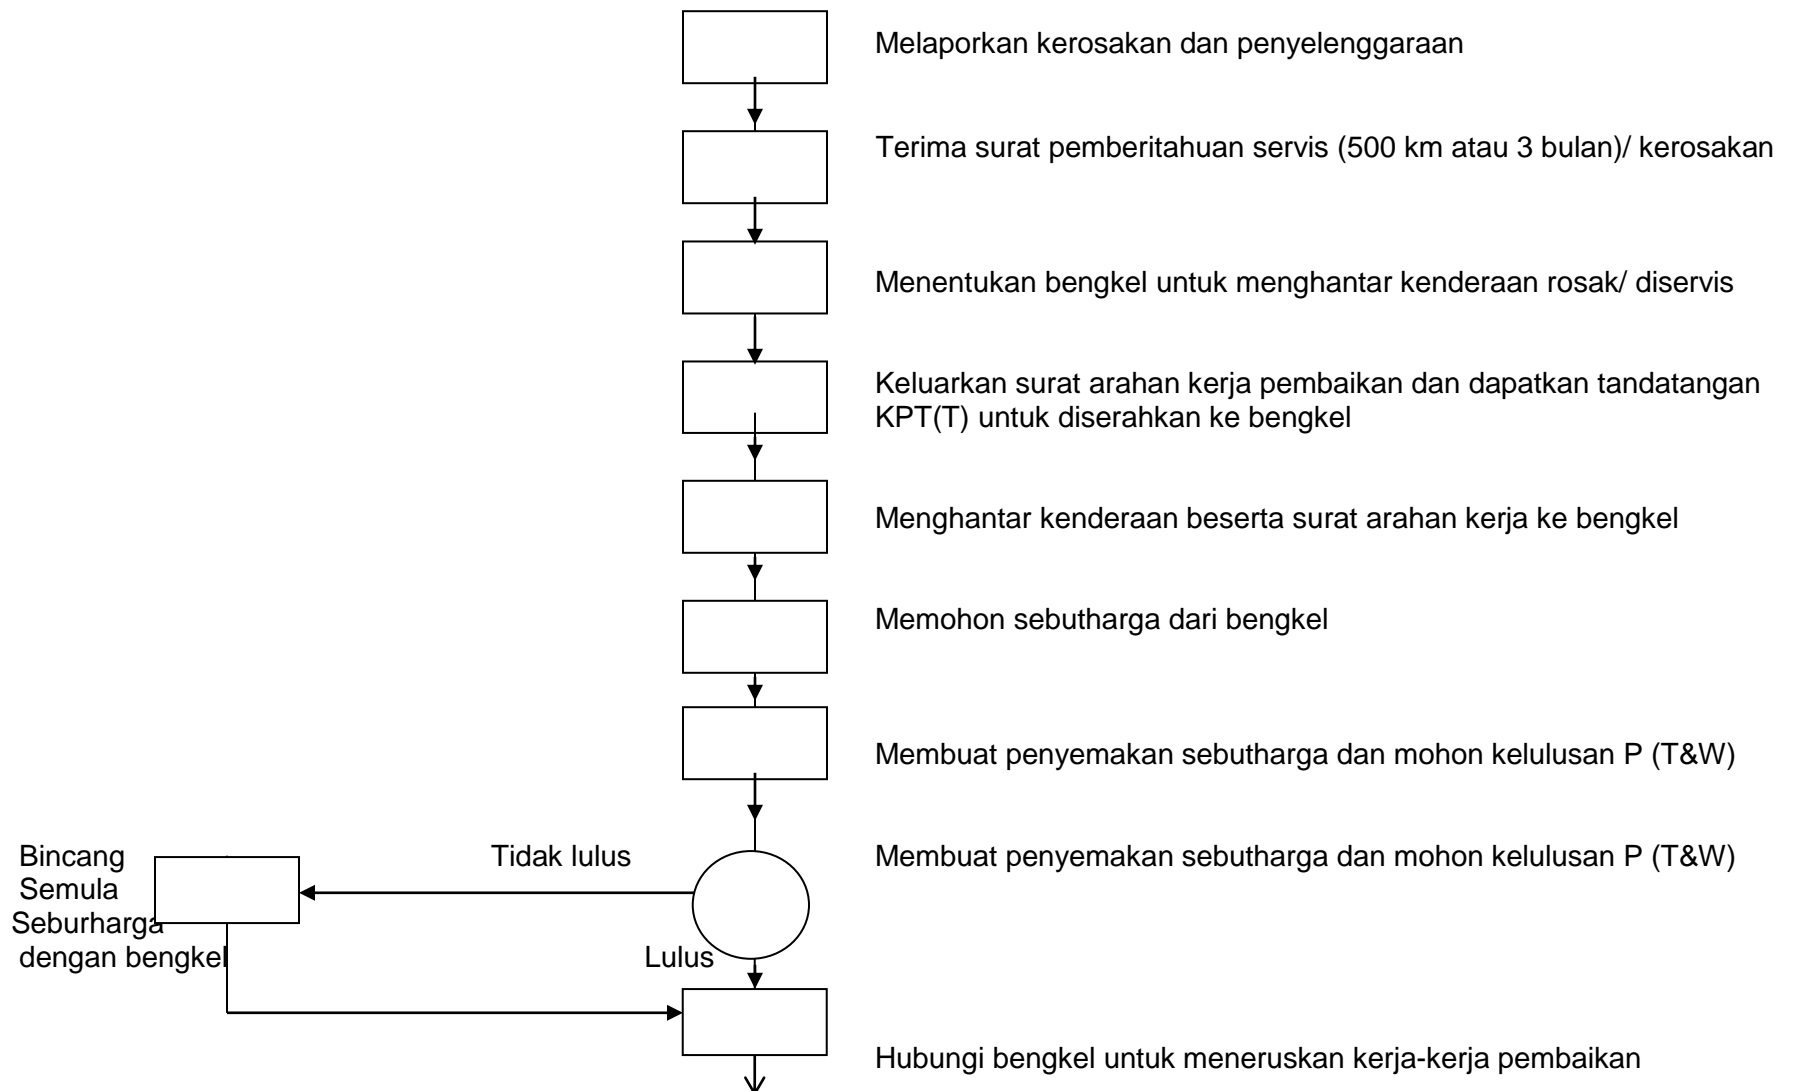 Melaporkan kerosakan dan penyelenggaraan
Terima surat pemberitahuan servis (500 km atau 3 bulan)/ kerosakan
Menentukan bengkel untuk menghantar kenderaan rosak/ diservis
Keluarkan surat arahan kerja pembaikan dan dapatkan tandatangan
KPT(T) untuk diserahkan ke bengkel
Menghantar kenderaan beserta surat arahan kerja ke bengkel
Memohon sebutharga dari bengkel
Membuat penyemakan sebutharga dan mohon kelulusan P (T&W)
Bincang
Semula
Seburharga
dengan bengkel
Tidak lulus
Membuat penyemakan sebutharga dan mohon kelulusan P (T&W)
Lulus
Hubungi bengkel untuk meneruskan kerja-kerja pembaikan